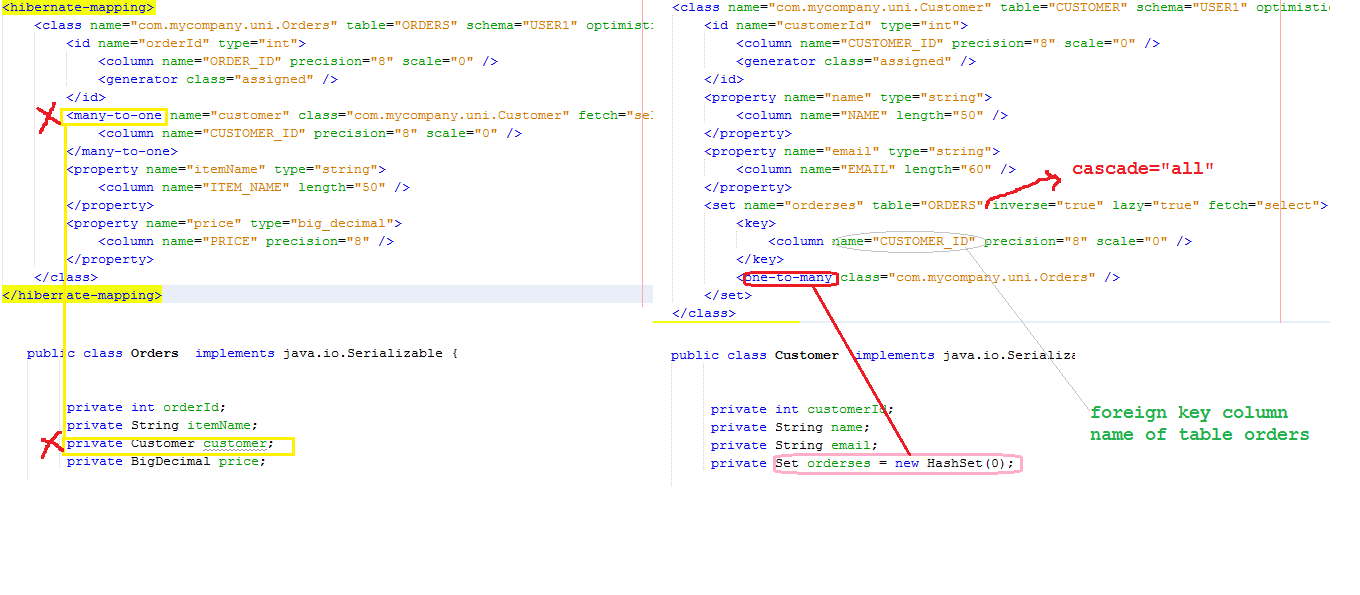 <hibernate-mapping>
<class name="com.mycompany.uni.Orders" table="ORDERS" schema="USER1" optimistic
<id name="orderId" type="int">
<column name="ORDER_ID" precision="8" scale="0" />
<generator class="assigned" />
</id>
<many-to-one name="customer" class="com.mycompany.uni.Customer" fetch="sel
<column name="CUSTOMER_ID" precision="8" scale="0" />
</many-to-one>
<property name="itemName" type="string">
<column name="ITEM_NAME" length="50" />
</property>
<property name="price" type="big_decimal">
<column name="PRICE" precision="8" />
</property>
</class>
</hibernate-mapping>
public class Orders implements java.io.Serializable {
private int orderId;
private String itemName;
private Customer customer;
private BigDecimal price;
<class name="com.mycompany.uni.Customer" table="CUSTOMER" schema="USER1" optimistic
<id name="customerId" type="int">
<column name="CUSTOMER_ID" precision="8" scale="0" />
<generator class="assigned" />
</id>
<property name="name" type="string">
<column name="NAME" length="50" />
</property>
<property name="email" type="string">
<column name="EMAIL" length="60" />
</property>
cascade="all"
<set name="orderses" table="ORDERS" inverse="true" lazy="true" fetch="select">
<key>
<column name="CUSTOMER_ID" precision="8" scale="0" />
</key>
<one-to-many class="com.mycompany.uni.Orders" />
</set>
</class>
public class Customer implements java.io.Serializa
private int customerId;
private String name;
private String email;
private Set orderses = new HashSet(0);
foreign key column
name of table orders